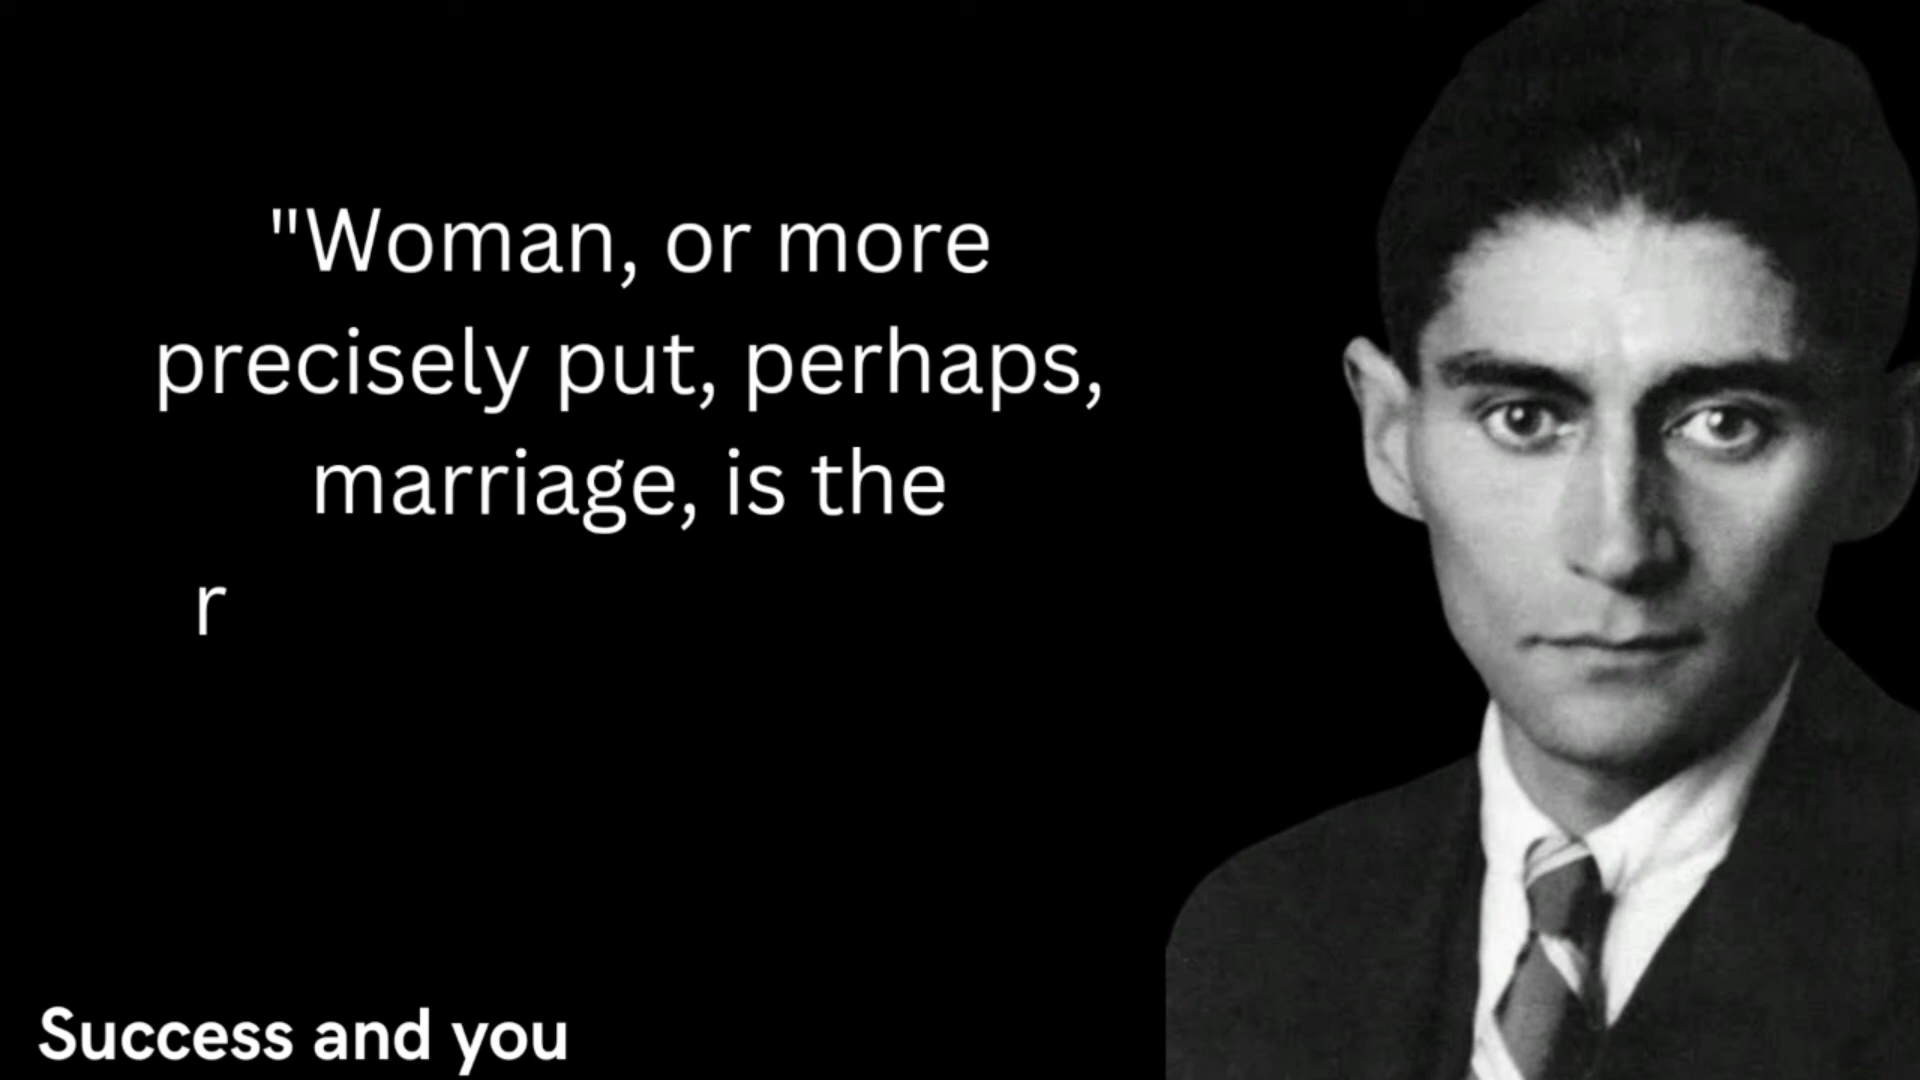 "Woman, or more
precisely put, perhaps,
marriage, is the
r
Success and you